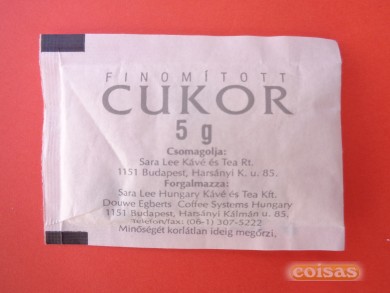 FINOMÍTOTT
CUKOR
5 g
Csomagolja:
Sara Lee Kávé és Tea Rt.
1151 Budapest, Harsányi K. u. 85.
Forgalmazza:
Sara Lee Hungary Kávé és Tea Kft.
Douwe Egberts Coffee Systems Hungary
1151 Budapest, Harsányi Kálmán u. 85.
Telefon/fax: (06-1) 307-5222
Minőségét korlátlan ideig megőrzi.
coisas